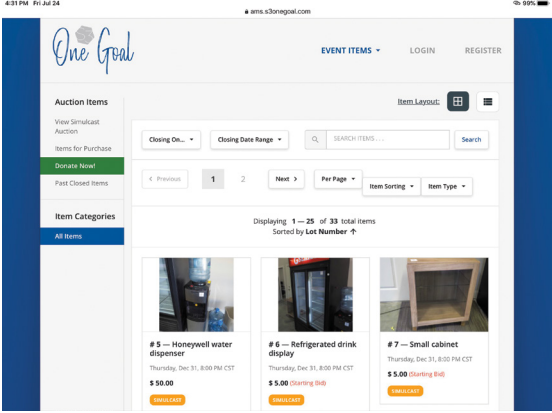 4:31 PM Fri Jul 24
99%
ams.s3onegoal.com
One Goal
EVENT ITEMS
LOGIN
REGISTER
Auction Items
Item Layout:
View Simulcast
Auction
Items for Purchase
Donate Now!
Past Closed Items
Item Categories
All Items
Closing On...
Closing Date Range
SEARCH ITEMS . . .
Search
< Previous
1
2
Next >
Per Page
Item Sorting
Item Type
Displaying 1 — 25 of 33 total items
Sorted by Lot Number ↑
# 5 — Honeywell water
dispenser
Thursday, Dec 31, 8:00 PM CST
$ 50.00
SIMULCAST
# 6 — Refrigerated drink
display
Thursday, Dec 31, 8:00 PM CST
$ 5.00 (Starting Bid)
SIMULCAST
# 7 — Small cabinet
Thursday, Dec 31, 8:00 PM CST
$ 5.00 (Starting Bid)
SIMULCAST